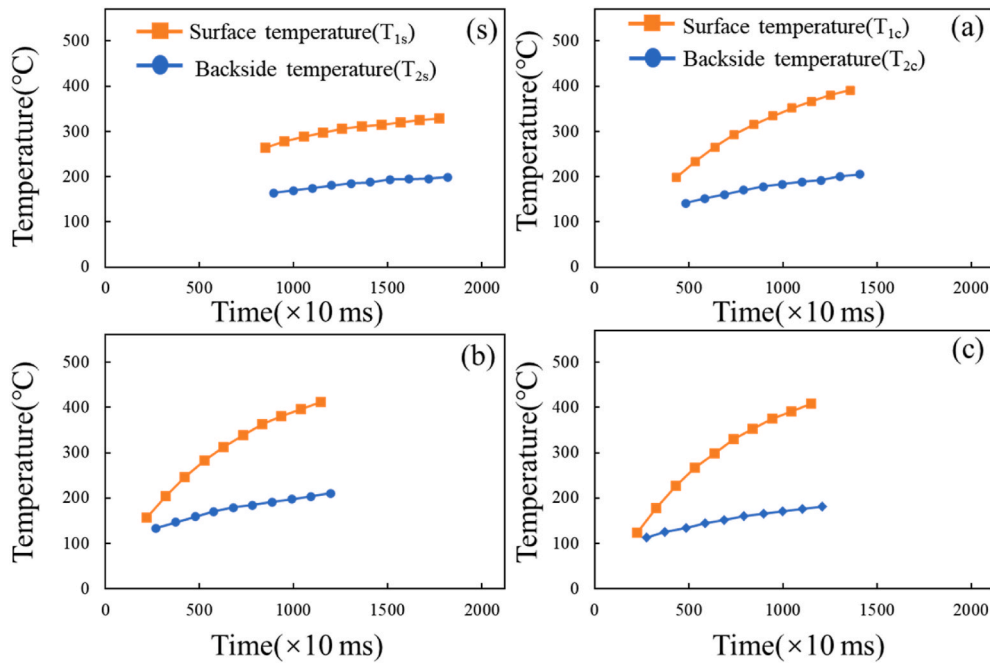 Temperature(℃)
500
400
300
200
100
0
Surface temperature(T1s)
Backside temperature(T2s)
(s)
0 500 1000 1500 2000
Time(×10 ms)
Temperature(℃)
500
400
300
200
100
0
Surface temperature(T1c)
Backside temperature(T2c)
(a)
0 500 1000 1500 2000
Time(×10 ms)
Temperature(℃)
500
400
300
200
100
0
(b)
0 500 1000 1500 2000
Time(×10 ms)
Temperature(℃)
500
400
300
200
100
0
(c)
0 500 1000 1500 2000
Time(×10 ms)